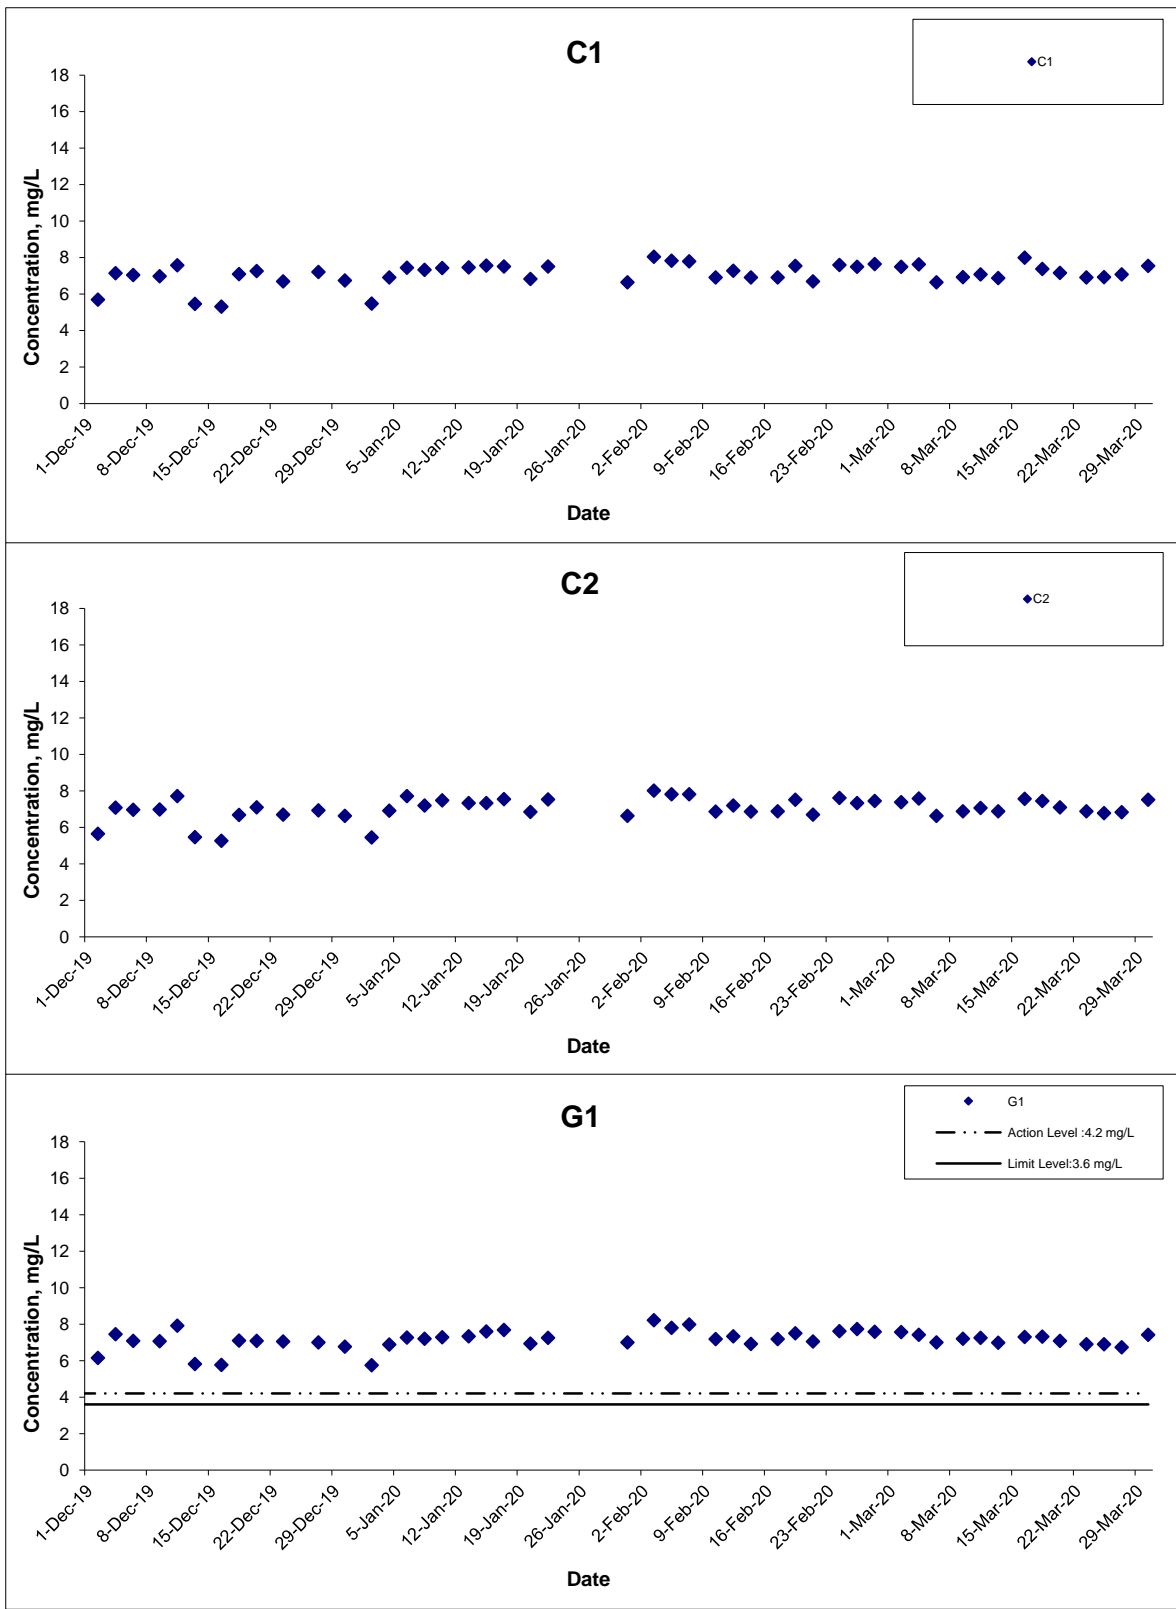 C1
C1
Concentration, mg/L
18
16
14
12
10
8
6
4
2
0
1-Dec-19
8-Dec-19
15-Dec-19
22-Dec-19
29-Dec-19
5-Jan-20
12-Jan-20
19-Jan-20
26-Jan-20
2-Feb-20
9-Feb-20
16-Feb-20
23-Feb-20
1-Mar-20
8-Mar-20
15-Mar-20
22-Mar-20
29-Mar-20
Date
C2
C2
Concentration, mg/L
18
16
14
12
10
8
6
4
2
0
1-Dec-19
8-Dec-19
15-Dec-19
22-Dec-19
29-Dec-19
5-Jan-20
12-Jan-20
19-Jan-20
26-Jan-20
2-Feb-20
9-Feb-20
16-Feb-20
23-Feb-20
1-Mar-20
8-Mar-20
15-Mar-20
22-Mar-20
29-Mar-20
Date
G1
G1
Action Level :4.2 mg/L
Limit Level:3.6 mg/L
Concentration, mg/L
18
16
14
12
10
8
6
4
2
0
1-Dec-19
8-Dec-19
15-Dec-19
22-Dec-19
29-Dec-19
5-Jan-20
12-Jan-20
19-Jan-20
26-Jan-20
2-Feb-20
9-Feb-20
16-Feb-20
23-Feb-20
1-Mar-20
8-Mar-20
15-Mar-20
22-Mar-20
29-Mar-20
Date